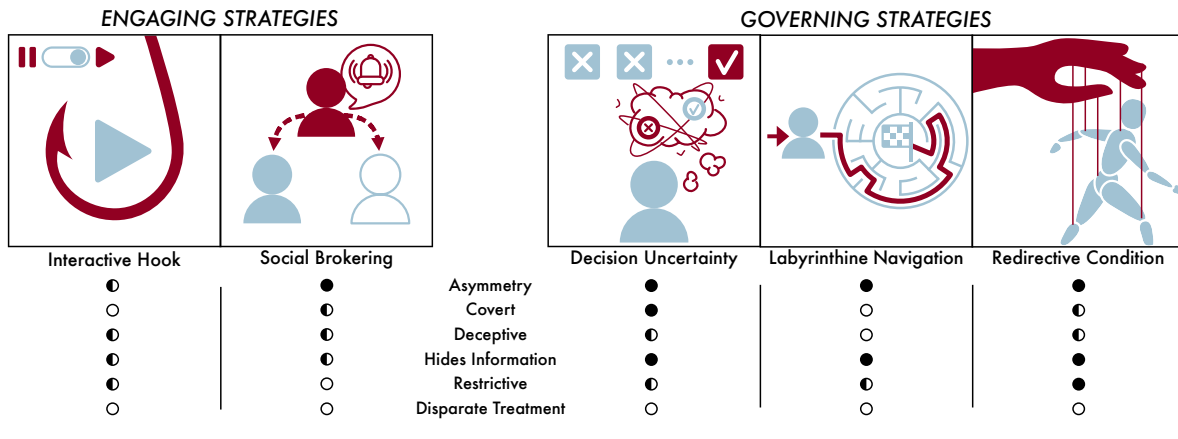 ENGAGING STRATEGIES
GOVERNING STRATEGIES
Interactive Hook
Social Brokering
Decision Uncertainty
Labyrinthine Navigation
Redirective Condition
Asymmetry
Covert
Deceptive
Hides Information
Restrictive
Disparate Treatment